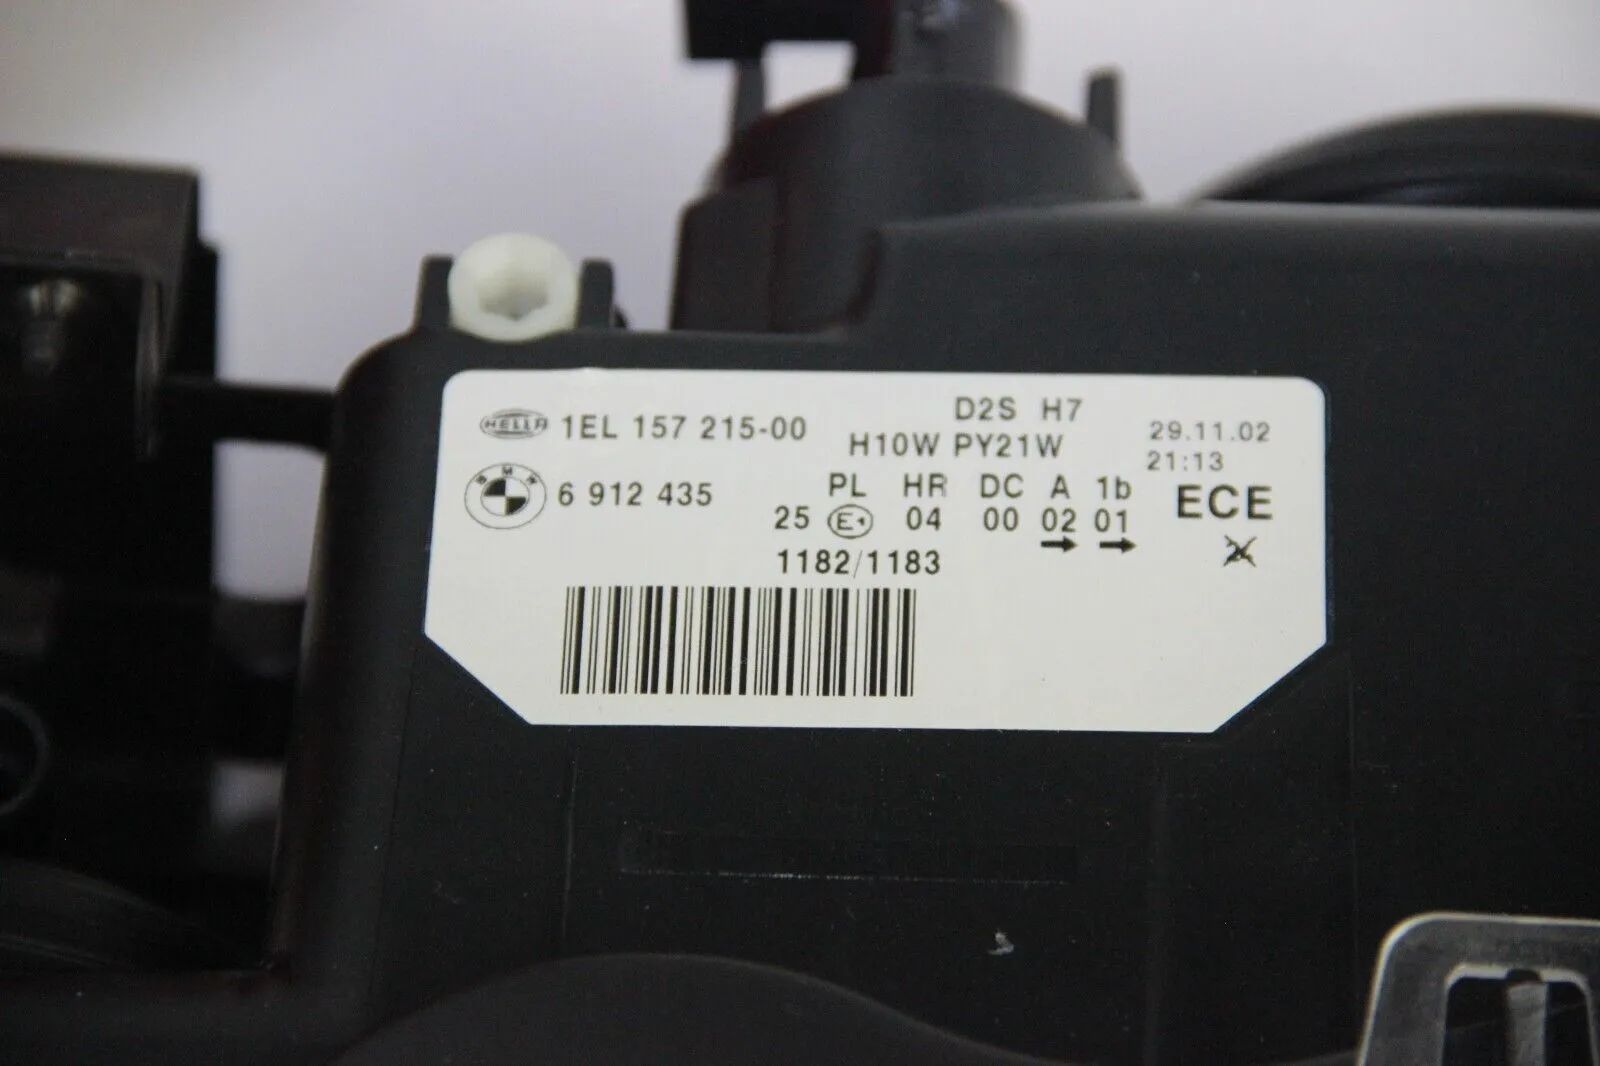 HELLA 1EL 157 215-00
D2S H7
H10W PY21W
29.11.02
21:13
BMW 6 912 435
PL HR DC A 1b
25 E1 04 00 02 01
ECE
1182/1183